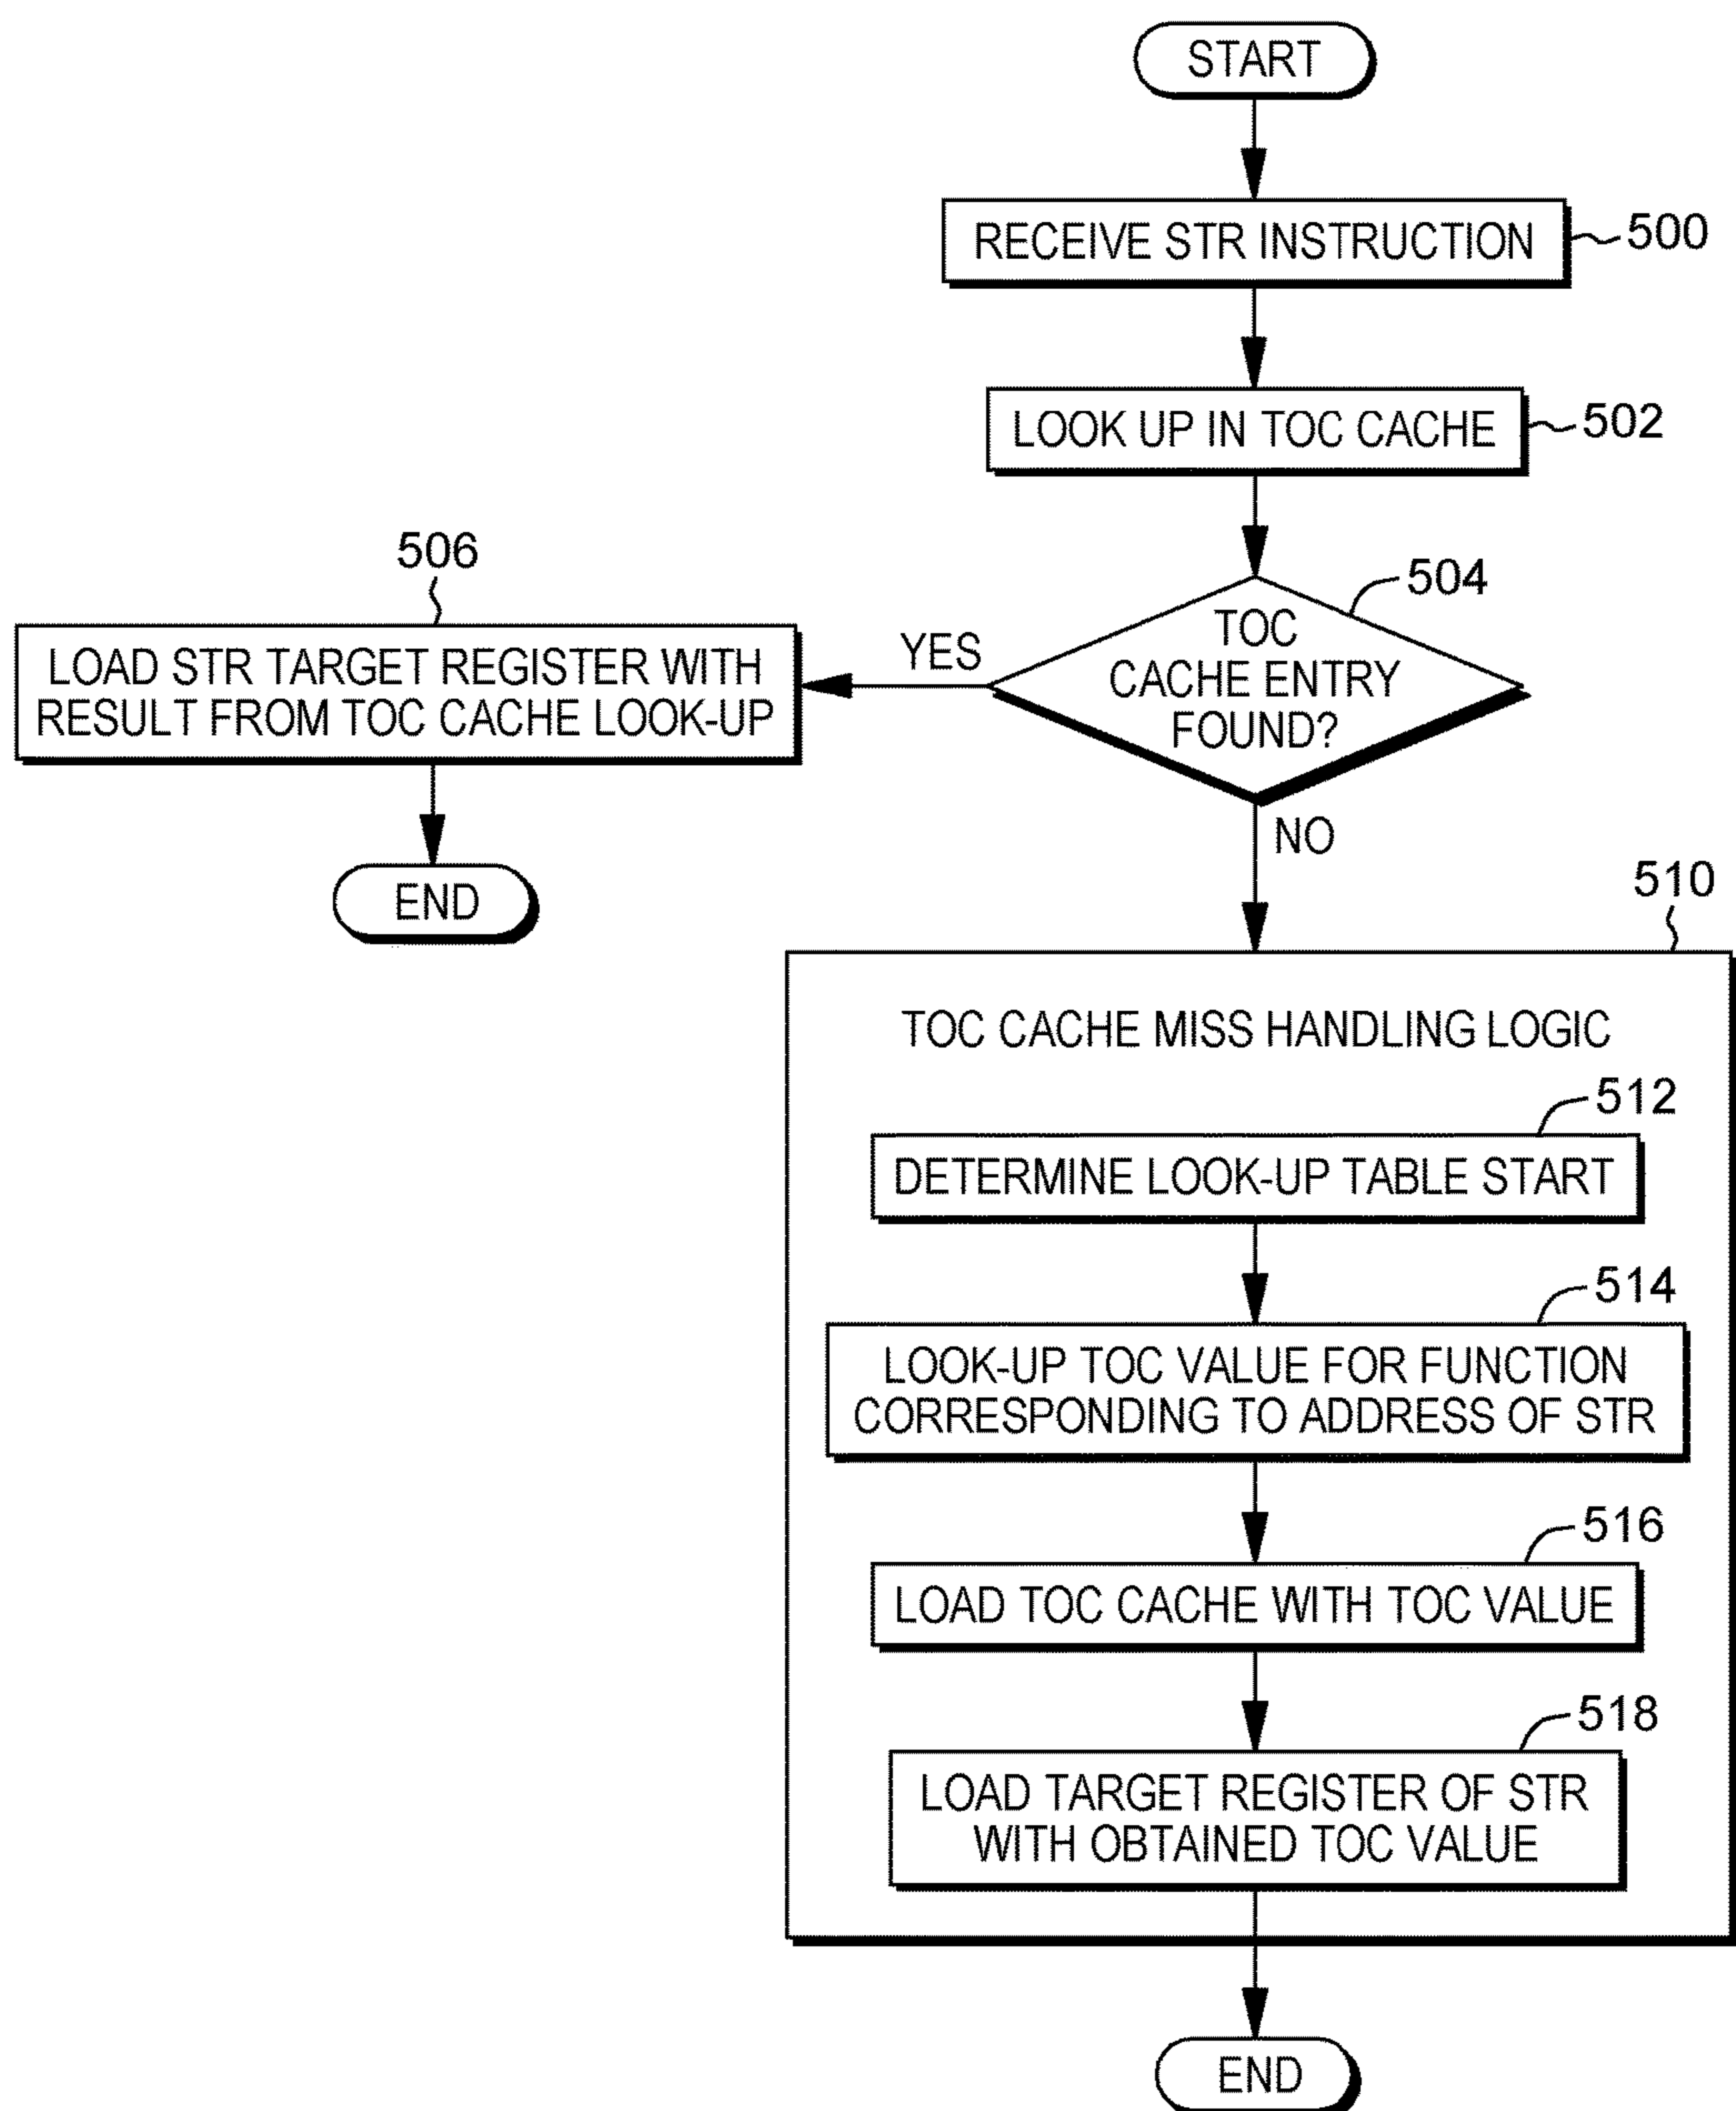 START
RECEIVE STR INSTRUCTION
500
LOOK UP IN TOC CACHE
502
504
TOC
CACHE ENTRY
FOUND?
YES
506
LOAD STR TARGET REGISTER WITH
RESULT FROM TOC CACHE LOOK-UP
END
NO
510
TOC CACHE MISS HANDLING LOGIC
512
DETERMINE LOOK-UP TABLE START
514
LOOK-UP TOC VALUE FOR FUNCTION
CORRESPONDING TO ADDRESS OF STR
516
LOAD TOC CACHE WITH TOC VALUE
518
LOAD TARGET REGISTER OF STR
WITH OBTAINED TOC VALUE
END